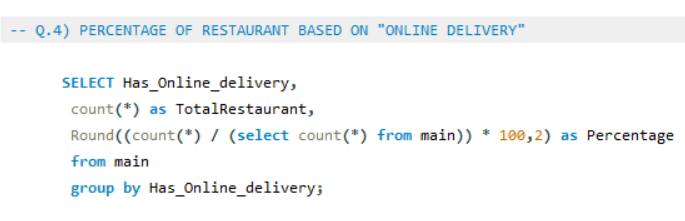 -- Q.4) PERCENTAGE OF RESTAURANT BASED ON "ONLINE DELIVERY"
SELECT Has_Online_delivery,
count(*) as TotalRestaurant,
Round((count(*) / (select count(*) from main)) * 100,2) as Percentage
from main
group by Has_Online_delivery;